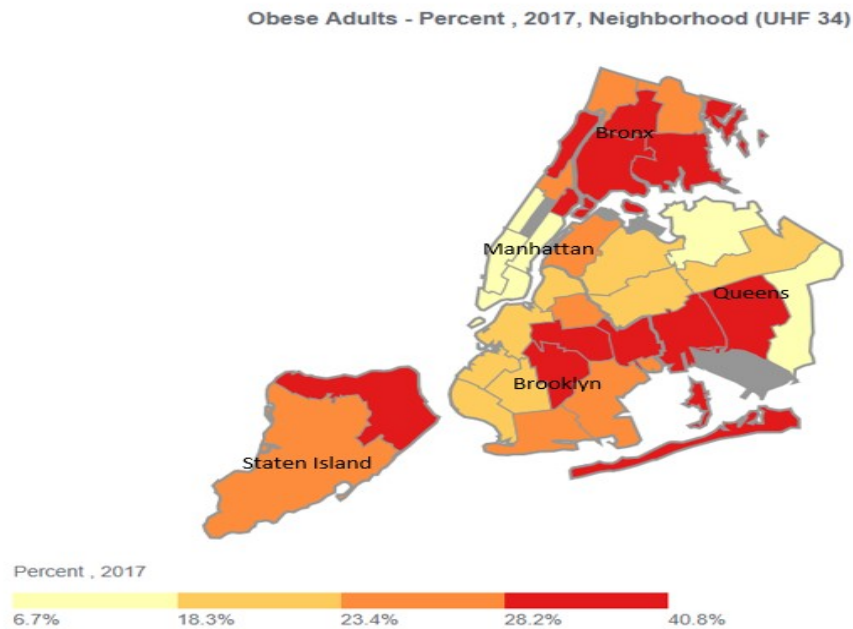 Obese Adults - Percent , 2017, Neighborhood (UHF 34)
Bronx
Manhattan
Queens
Brooklyn
Staten Island
Percent , 2017
6.7% 18.3% 23.4% 28.2% 40.8%